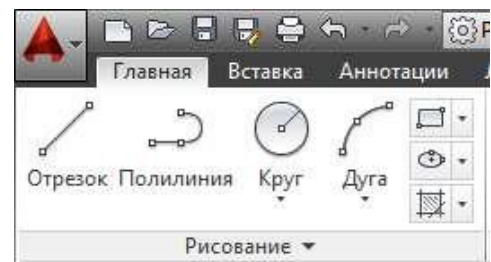 Главная Вставка Аннотации
Отрезок Полилиния Круг Дуга
Рисование